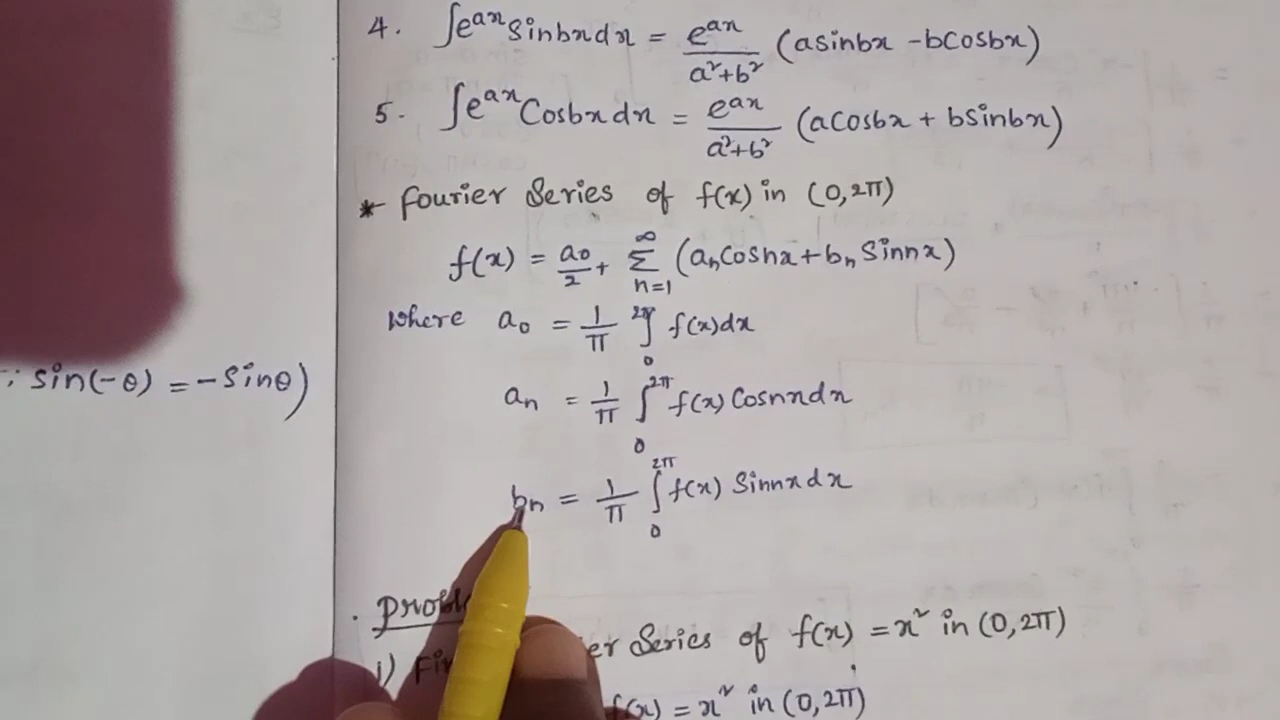 4. ∫e^{ax} sinbx dx = e^{ax}/(a²+b²) (asinbx - bcosbx)
5. ∫e^{ax} Cosbx dx = e^{ax}/(a²+b²) (acosbx + bsinbx)
* Fourier Series of f(x) in (0, 2π)
f(x) = a₀/2 + ∑_{n=1}^{∞} (aₙcosnx + bₙ Sinnx)
where a₀ = 1/π ∫₀^{2π} f(x)dx
∵ sin(-θ) = -sinθ)
aₙ = 1/π ∫₀^{2π} f(x) Cosnx dx
bₙ = 1/π ∫₀^{2π} f(x) Sinnx dx
Series of f(x) = x² in (0, 2π)
f(x) = x² in (0, 2π)